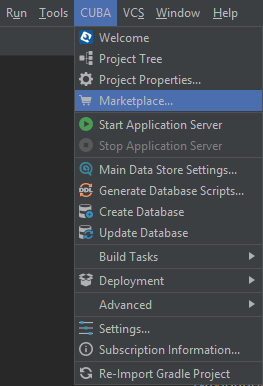 Run Tools CUBA VCS Window Help
Welcome
Project Tree
Project Properties...
Marketplace...
Start Application Server
Stop Application Server
Main Data Store Settings...
DDL Generate Database Scripts...
Create Database
Update Database
Build Tasks
Deployment
Advanced
Settings...
Subscription Information...
Re-Import Gradle Project